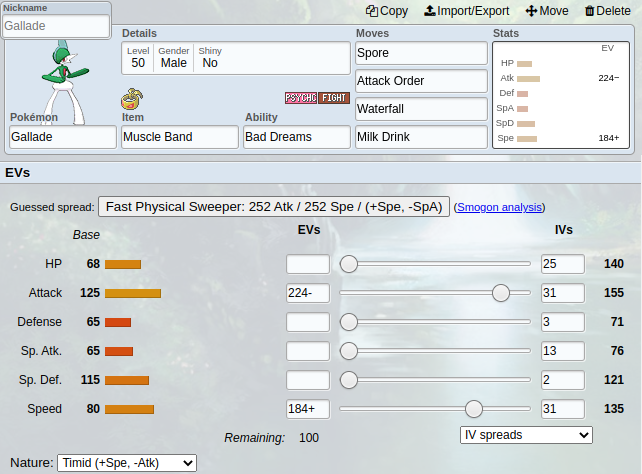 Nickname
Gallade
Copy Import/Export Move Delete
Details
Level Gender Shiny
50 Male No
PSYCHC FIGHT
Pokémon Item Ability
Gallade Muscle Band Bad Dreams
Moves
Spore
Attack Order
Waterfall
Milk Drink
Stats
EV
HP
Atk 224−
Def
SpA
SpD
Spe 184+
EVs
Guessed spread: Fast Physical Sweeper: 252 Atk / 252 Spe / (+Spe, -SpA) (Smogon analysis)
Base EVs IVs
HP 68 25 140
Attack 125 224- 31 155
Defense 65 3 71
Sp. Atk. 65 13 76
Sp. Def. 115 2 121
Speed 80 184+ 31 135
Remaining: 100 IV spreads
Nature: Timid (+Spe, -Atk)